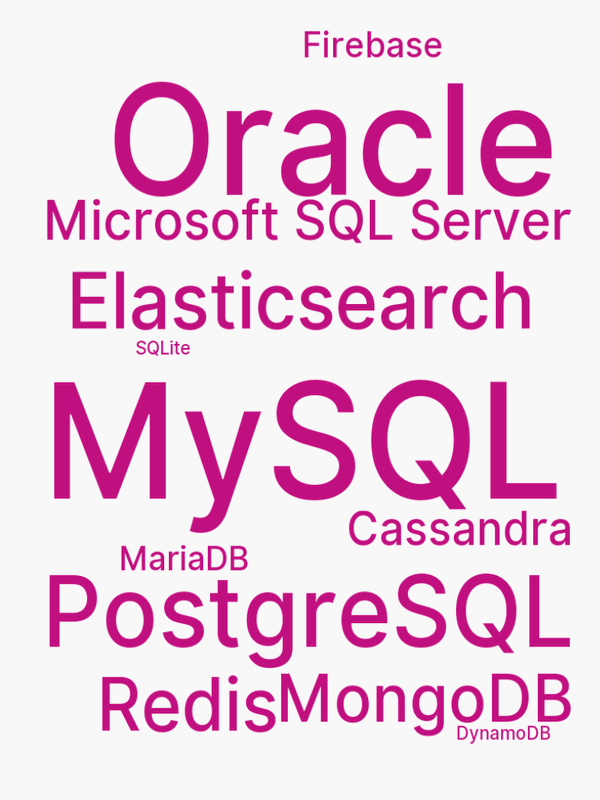 Firebase
Oracle
Microsoft SQL Server
Elasticsearch
SQLite
MySQL
Cassandra
MariaDB
PostgreSQL
Redis
MongoDB
DynamoDB